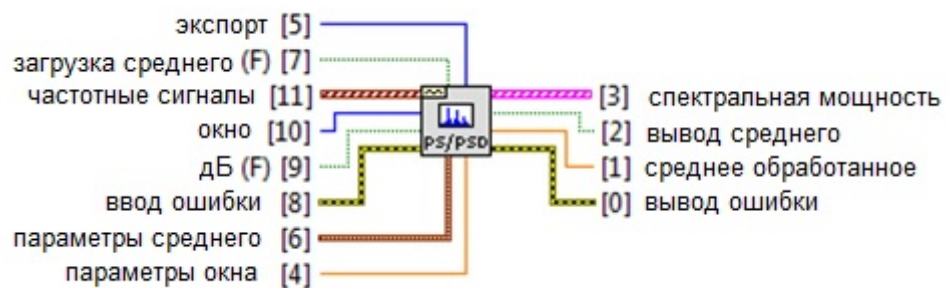 экспорт [5]
загрузка среднего (F) [7]
частотные сигналы [11]
окно [10]
дБ (F) [9]
ввод ошибки [8]
параметры среднего [6]
параметры окна [4]
PS/PSD
[3] спектральная мощность
[2] вывод среднего
[1] среднее обработанное
[0] вывод ошибки